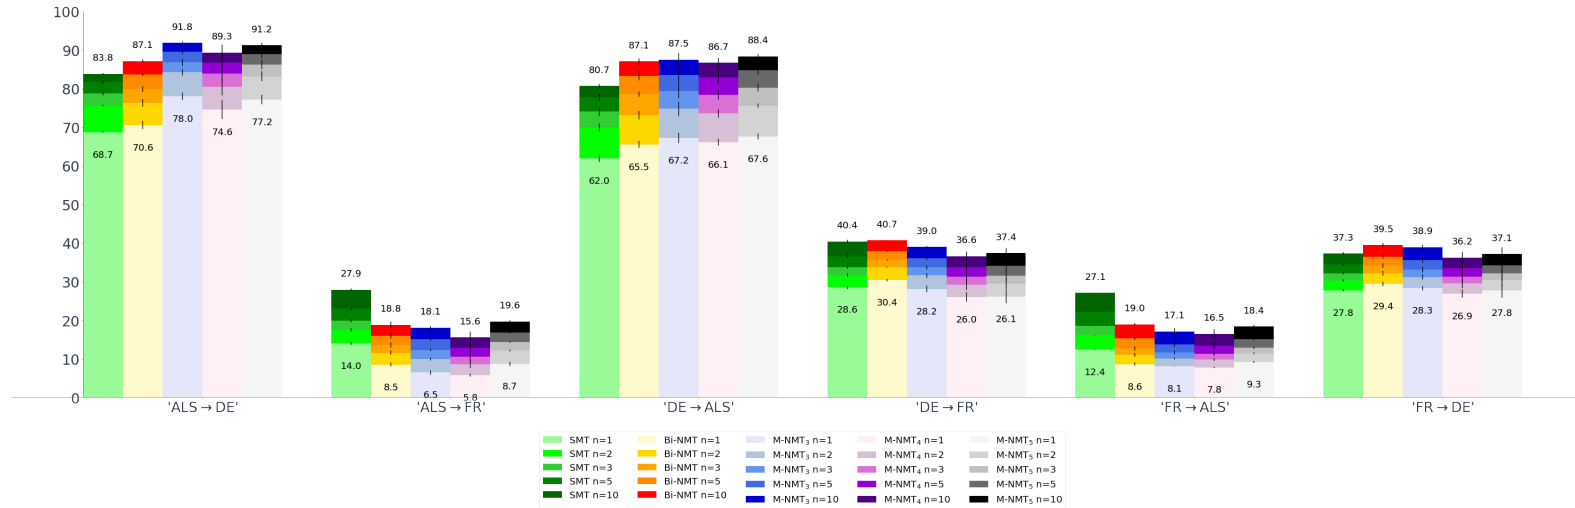 100
90
80
70
60
50
40
30
20
10
0
83.8
87.1
91.8
89.3
91.2
68.7
70.6
78.0
74.6
77.2
27.9
18.8
18.1
15.6
19.6
14.0
8.5
6.5
5.8
8.7
80.7
87.1
87.5
86.7
88.4
62.0
65.5
67.2
66.1
67.6
40.4
40.7
39.0
36.6
37.4
28.6
30.4
28.2
26.0
26.1
27.1
19.0
17.1
16.5
18.4
12.4
8.6
8.1
7.8
9.3
37.3
39.5
38.9
36.2
37.1
27.8
29.4
28.3
26.9
27.8
'ALS→DE'
'ALS→FR'
'DE→ALS'
'DE→FR'
'FR→ALS'
'FR→DE'
SMT n=1
SMT n=2
SMT n=3
SMT n=5
SMT n=10
Bi-NMT n=1
Bi-NMT n=2
Bi-NMT n=3
Bi-NMT n=5
Bi-NMT n=10
M-NMT₃ n=1
M-NMT₃ n=2
M-NMT₃ n=3
M-NMT₃ n=5
M-NMT₃ n=10
M-NMT₄ n=1
M-NMT₄ n=2
M-NMT₄ n=3
M-NMT₄ n=5
M-NMT₄ n=10
M-NMT₅ n=1
M-NMT₅ n=2
M-NMT₅ n=3
M-NMT₅ n=5
M-NMT₅ n=10